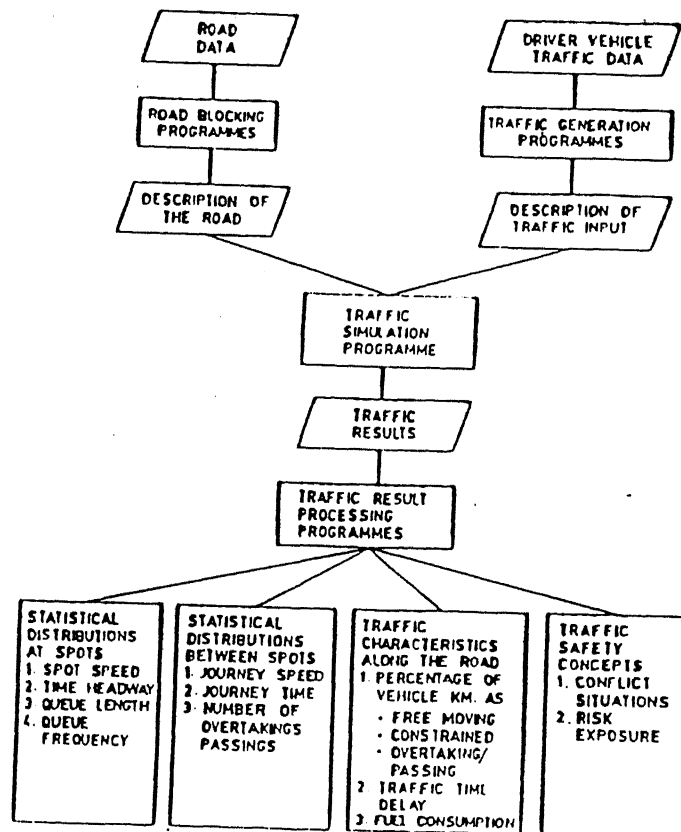 ROAD
DATA
DRIVER VEHICLE
TRAFFIC DATA
ROAD BLOCKING
PROGRAMMES
TRAFFIC GENERATION
PROGRAMMES
DESCRIPTION OF
THE ROAD
DESCRIPTION OF
TRAFFIC INPUT
TRAFFIC
SIMULATION
PROGRAMME
TRAFFIC
RESULTS
TRAFFIC RESULT
PROCESSING
PROGRAMMES
STATISTICAL
DISTRIBUTIONS
AT SPOTS
1. SPOT SPEED
2. TIME HEADWAY
3 QUEUE LENGTH
4. QUEUE
FREQUENCY
STATISTICAL
DISTRIBUTIONS
BETWEEN SPOTS
1. JOURNEY SPEED
2. JOURNEY TIME
3. NUMBER OF
OVERTAKINGS
PASSINGS
TRAFFIC
CHARACTERISTICS
ALONG THE ROAD
1. PERCENTAGE OF
VEHICLE KM. AS
• FREE MOVING
• CONSTRAINED
• OVERTAKING/
PASSING
2. TRAFFIC TIME
DELAY
3. FUEL CONSUMPTION
TRAFFIC
SAFETY
CONCEPTS
1. CONFLICT
SITUATIONS
2. RISK
EXPOSURE